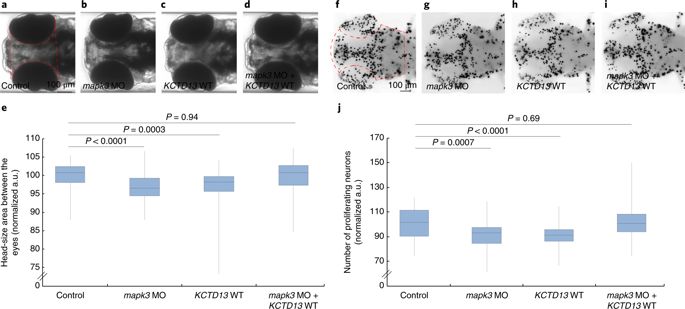 a
b
c
d
f
g
h
i
Control
100 µm
mapk3 MO
KCTD13 WT
mapk3 MO +
KCTD13 WT
Control
100 µm
mapk3 MO
KCTD13 WT
mapk3 MO +
KCTD13 WT
e
P = 0.94
P = 0.0003
P < 0.0001
Head-size area between the
eyes (normalized a.u.)
110
105
100
95
90
85
80
75
0
Control
mapk3 MO
KCTD13 WT
mapk3 MO +
KCTD13 WT
j
P = 0.69
P < 0.0001
P = 0.0007
Number of proliferating neurons
(normalized a.u.)
170
150
130
110
90
70
0
Control
mapk3 MO
KCTD13 WT
mapk3 MO +
KCTD13 WT